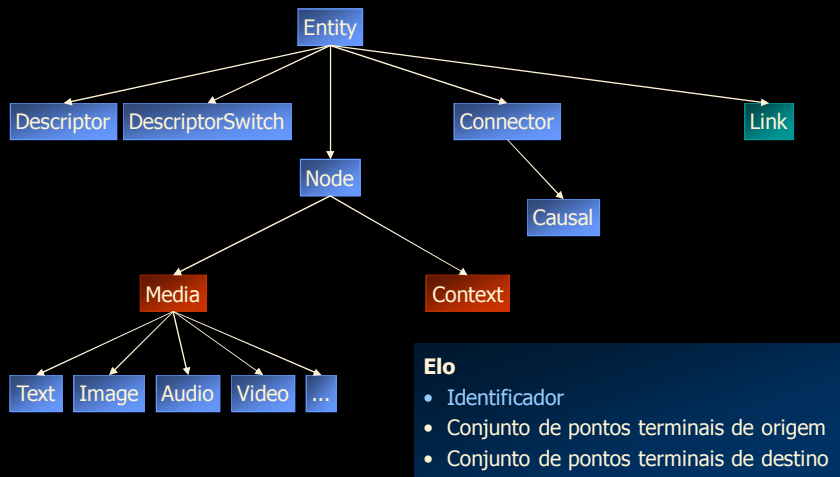 Entity
Descriptor
DescriptorSwitch
Connector
Link
Node
Causal
Media
Context
Text
Image
Audio
Video
...
Elo
• Identificador
• Conjunto de pontos terminais de origem
• Conjunto de pontos terminais de destino